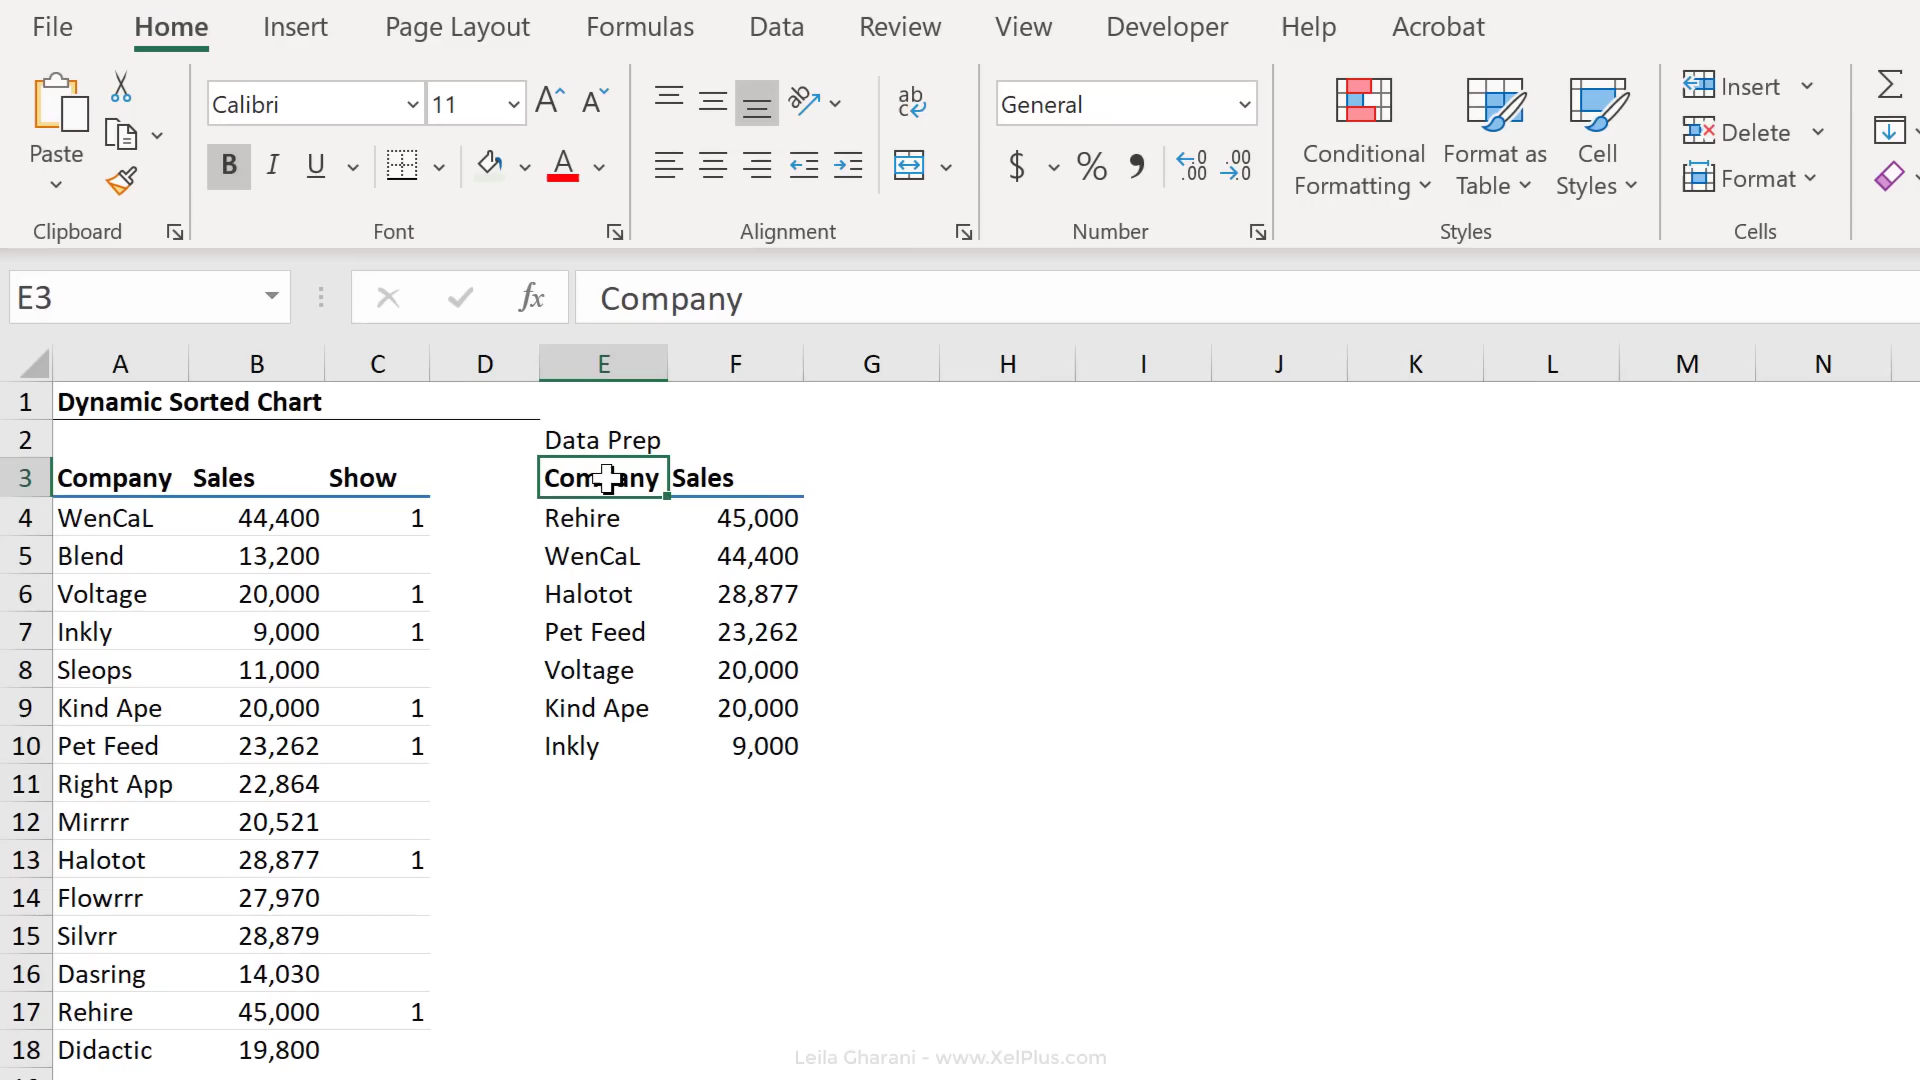 File Home Insert Page Layout Formulas Data Review View Developer Help Acrobat
Paste
Calibri 11
B I U A
ab
ab c
General
$ % , 0 .00 .00 0
Conditional Formatting
Format as Table
Cell Styles
Insert
Delete
Format
Clipboard Font Alignment Number Styles Cells
E3 fx Company
A B C D E F G H I J K L M N
1 Dynamic Sorted Chart
2 Data Prep
3 Company Sales Show Company Sales
4 WenCaL 44,400 1 Rehire 45,000
5 Blend 13,200 WenCaL 44,400
6 Voltage 20,000 1 Halotot 28,877
7 Inkly 9,000 1 Pet Feed 23,262
8 Sleops 11,000 Voltage 20,000
9 Kind Ape 20,000 1 Kind Ape 20,000
10 Pet Feed 23,262 1 Inkly 9,000
11 Right App 22,864
12 Mirrrr 20,521
13 Halotot 28,877 1
14 Flowrrr 27,970
15 Silvrr 28,879
16 Dasring 14,030
17 Rehire 45,000 1
18 Didactic 19,800
Leila Gharani - www.XelPlus.com